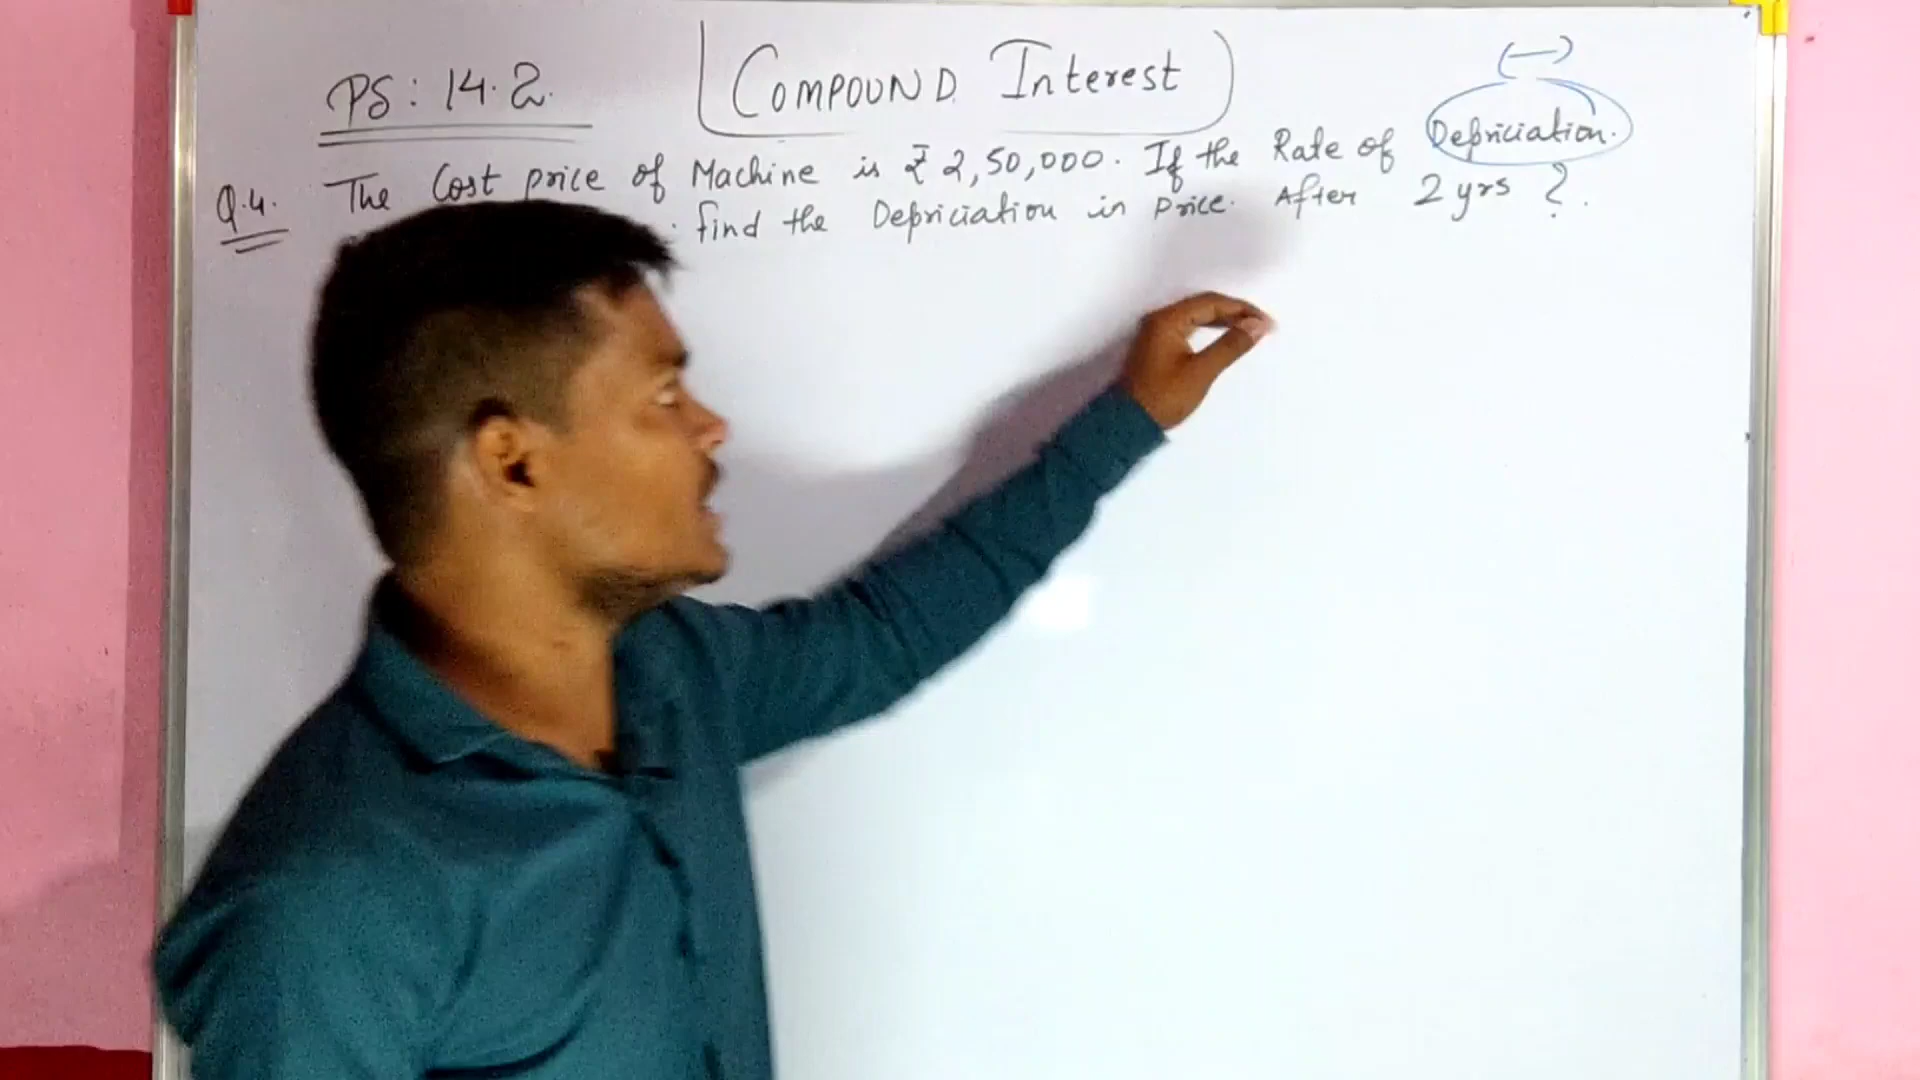 PS: 14.2.
COMPOUND Interest
(-)
Q.4. The Cost price of Machine is ₹ 2,50,000. If the Rate of Depriciation.
. find the Depriciation in price. After 2 yrs ?.